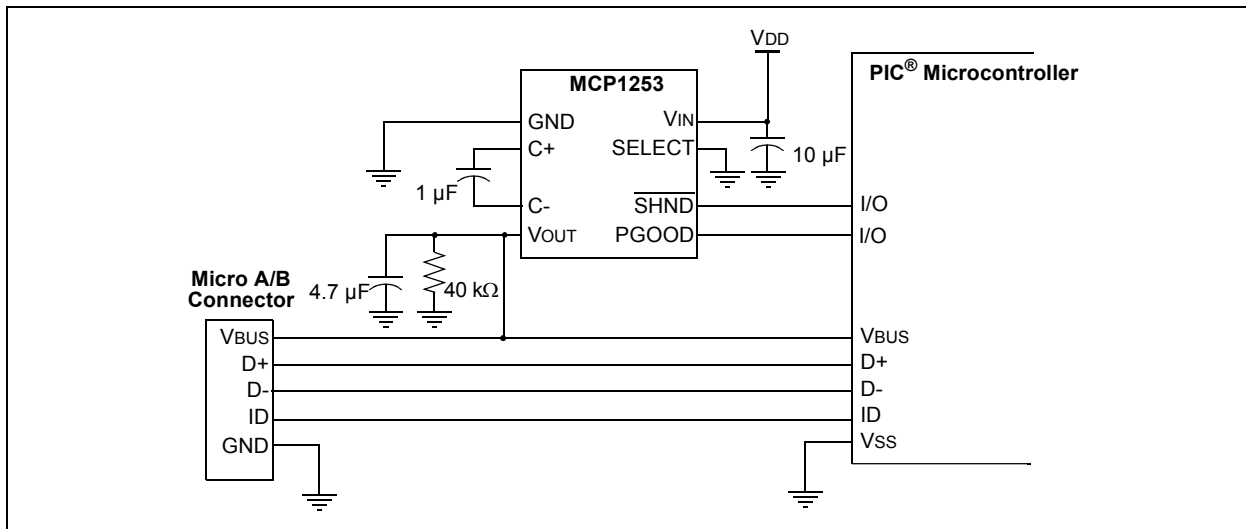 VDD
PIC® Microcontroller
MCP1253
GND
VIN
C+
SELECT
10 µF
1 µF
C-
SHND
I/O
VOUT
PGOOD
I/O
Micro A/B
Connector
4.7 µF
40 kΩ
VBUS
VBUS
D+
D+
D-
D-
ID
ID
GND
VSS